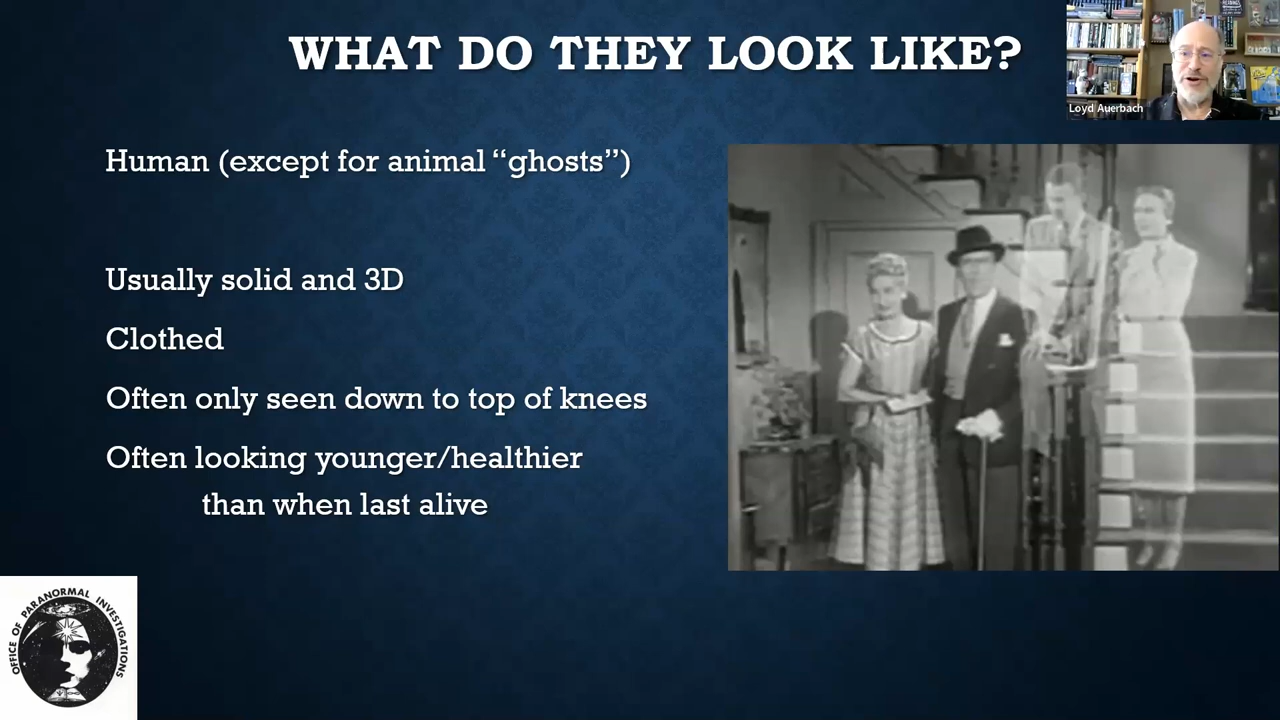 WHAT DO THEY LOOK LIKE?
Loyd Auerbach
Human (except for animal “ghosts”)
Usually solid and 3D
Clothed
Often only seen down to top of knees
Often looking younger/healthier
than when last alive
OFFICE OF PARANORMAL INVESTIGATIONS